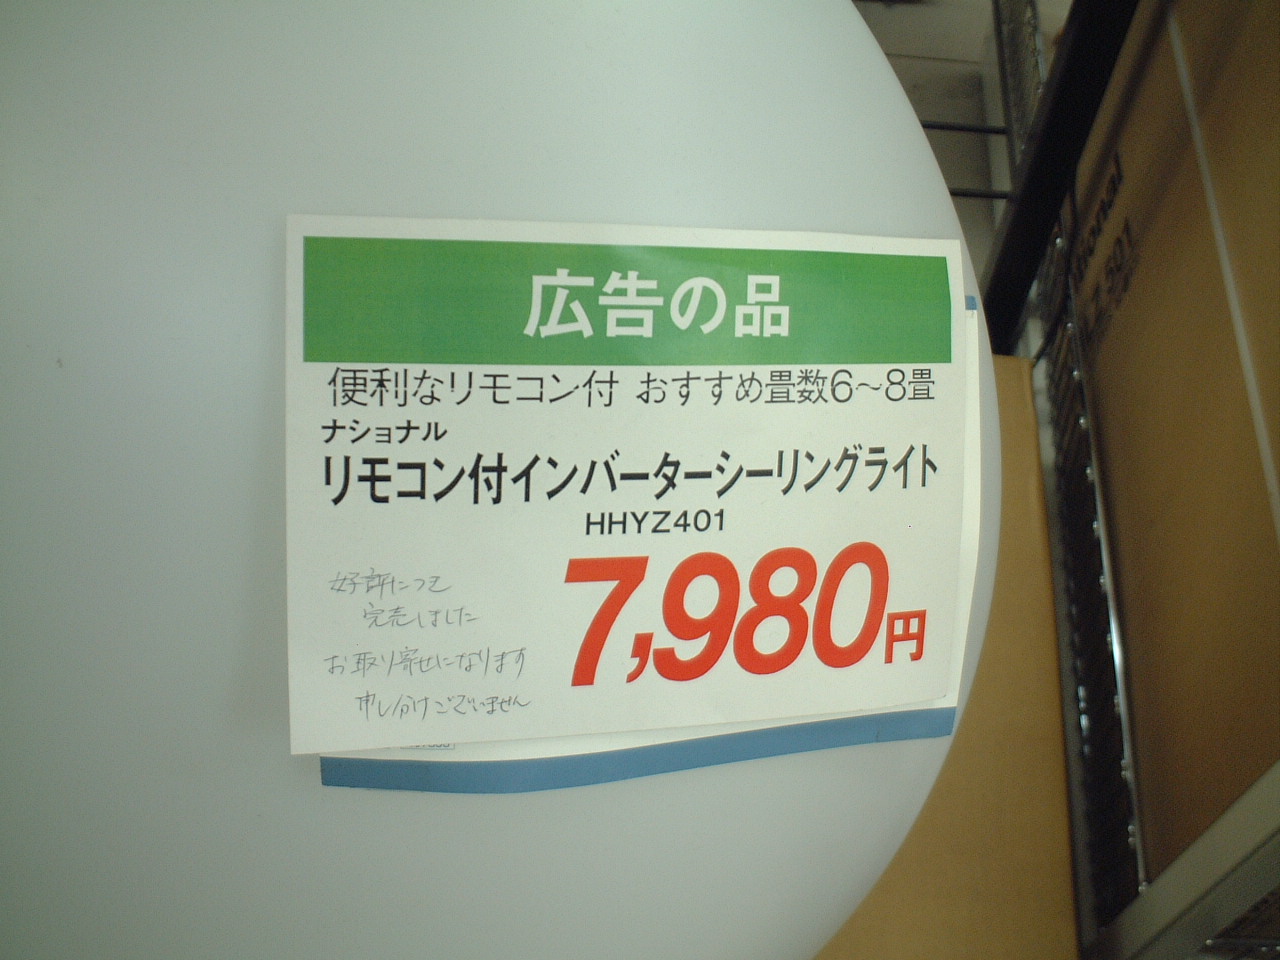 広告の品
便利なリモコン付 おすすめ畳数6～8畳
ナショナル
リモコン付インバーターシーリングライト
HHYZ401
7,980円
好評につき
完売しました
お取り寄せになります
申し分けございません
ional
501